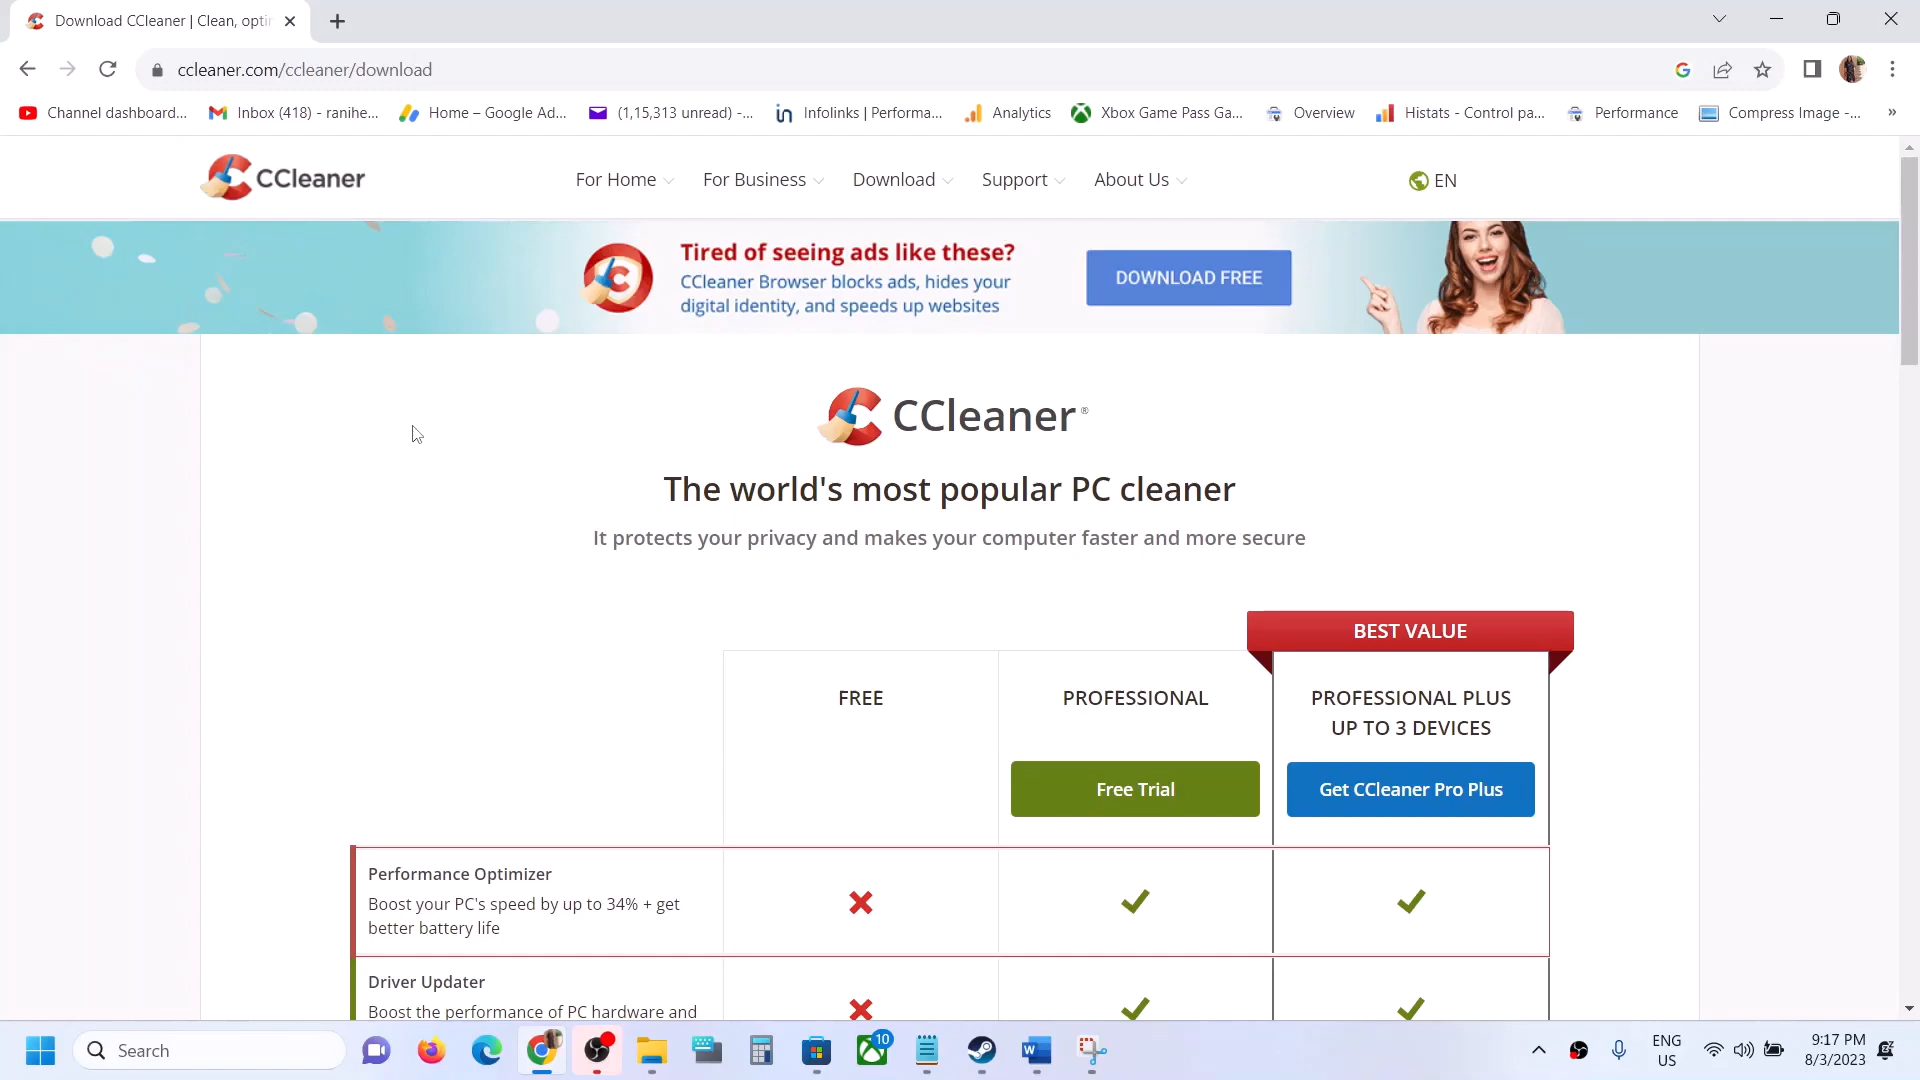 Download CCleaner | Clean, opti
ccleaner.com/ccleaner/download
Channel dashboard...
Inbox (418) - ranihe...
Home – Google Ad...
(1,15,313 unread) -...
Infolinks | Performa...
Analytics
Xbox Game Pass Ga...
Overview
Histats - Control pa...
Performance
Compress Image -...
»
CCleaner
For Home
For Business
Download
Support
About Us
EN
Tired of seeing ads like these?
CCleaner Browser blocks ads, hides your
digital identity, and speeds up websites
DOWNLOAD FREE
CCleaner®
The world's most popular PC cleaner
It protects your privacy and makes your computer faster and more secure
BEST VALUE
FREE
PROFESSIONAL
PROFESSIONAL PLUS
UP TO 3 DEVICES
Free Trial
Get CCleaner Pro Plus
Performance Optimizer
Boost your PC's speed by up to 34% + get
better battery life
Driver Updater
Boost the performance of PC hardware and
Search
10
ENG
US
9:17 PM
8/3/2023